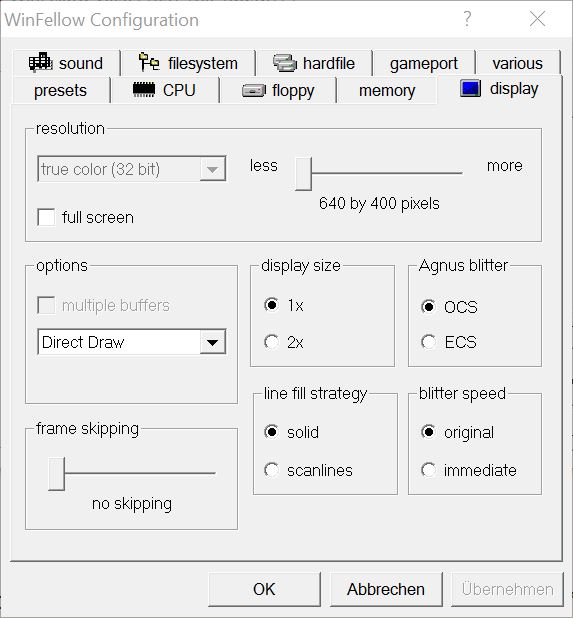 WinFellow Configuration
sound filesystem hardfile gameport various
presets CPU floppy memory display
resolution
true color (32 bit) less more
640 by 400 pixels
full screen
options display size Agnus blitter
multiple buffers 1x OCS
Direct Draw 2x ECS
line fill strategy blitter speed
frame skipping solid original
scanlines immediate
no skipping
OK Abbrechen Übernehmen